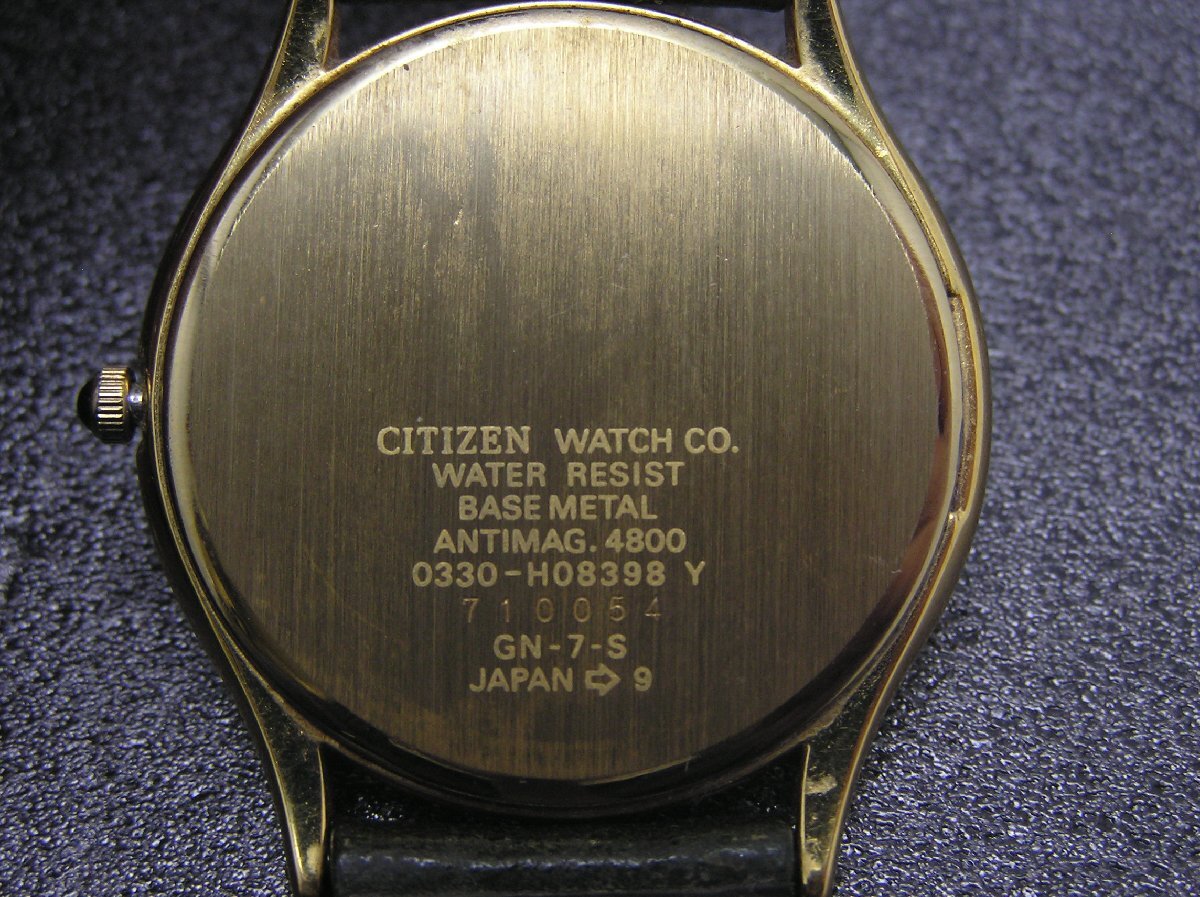 CITIZEN WATCH CO.
WATER RESIST
BASE METAL
ANTIMAG. 4800
0330-H08398 Y
710054
GN-7-S
JAPAN ⇨ 9